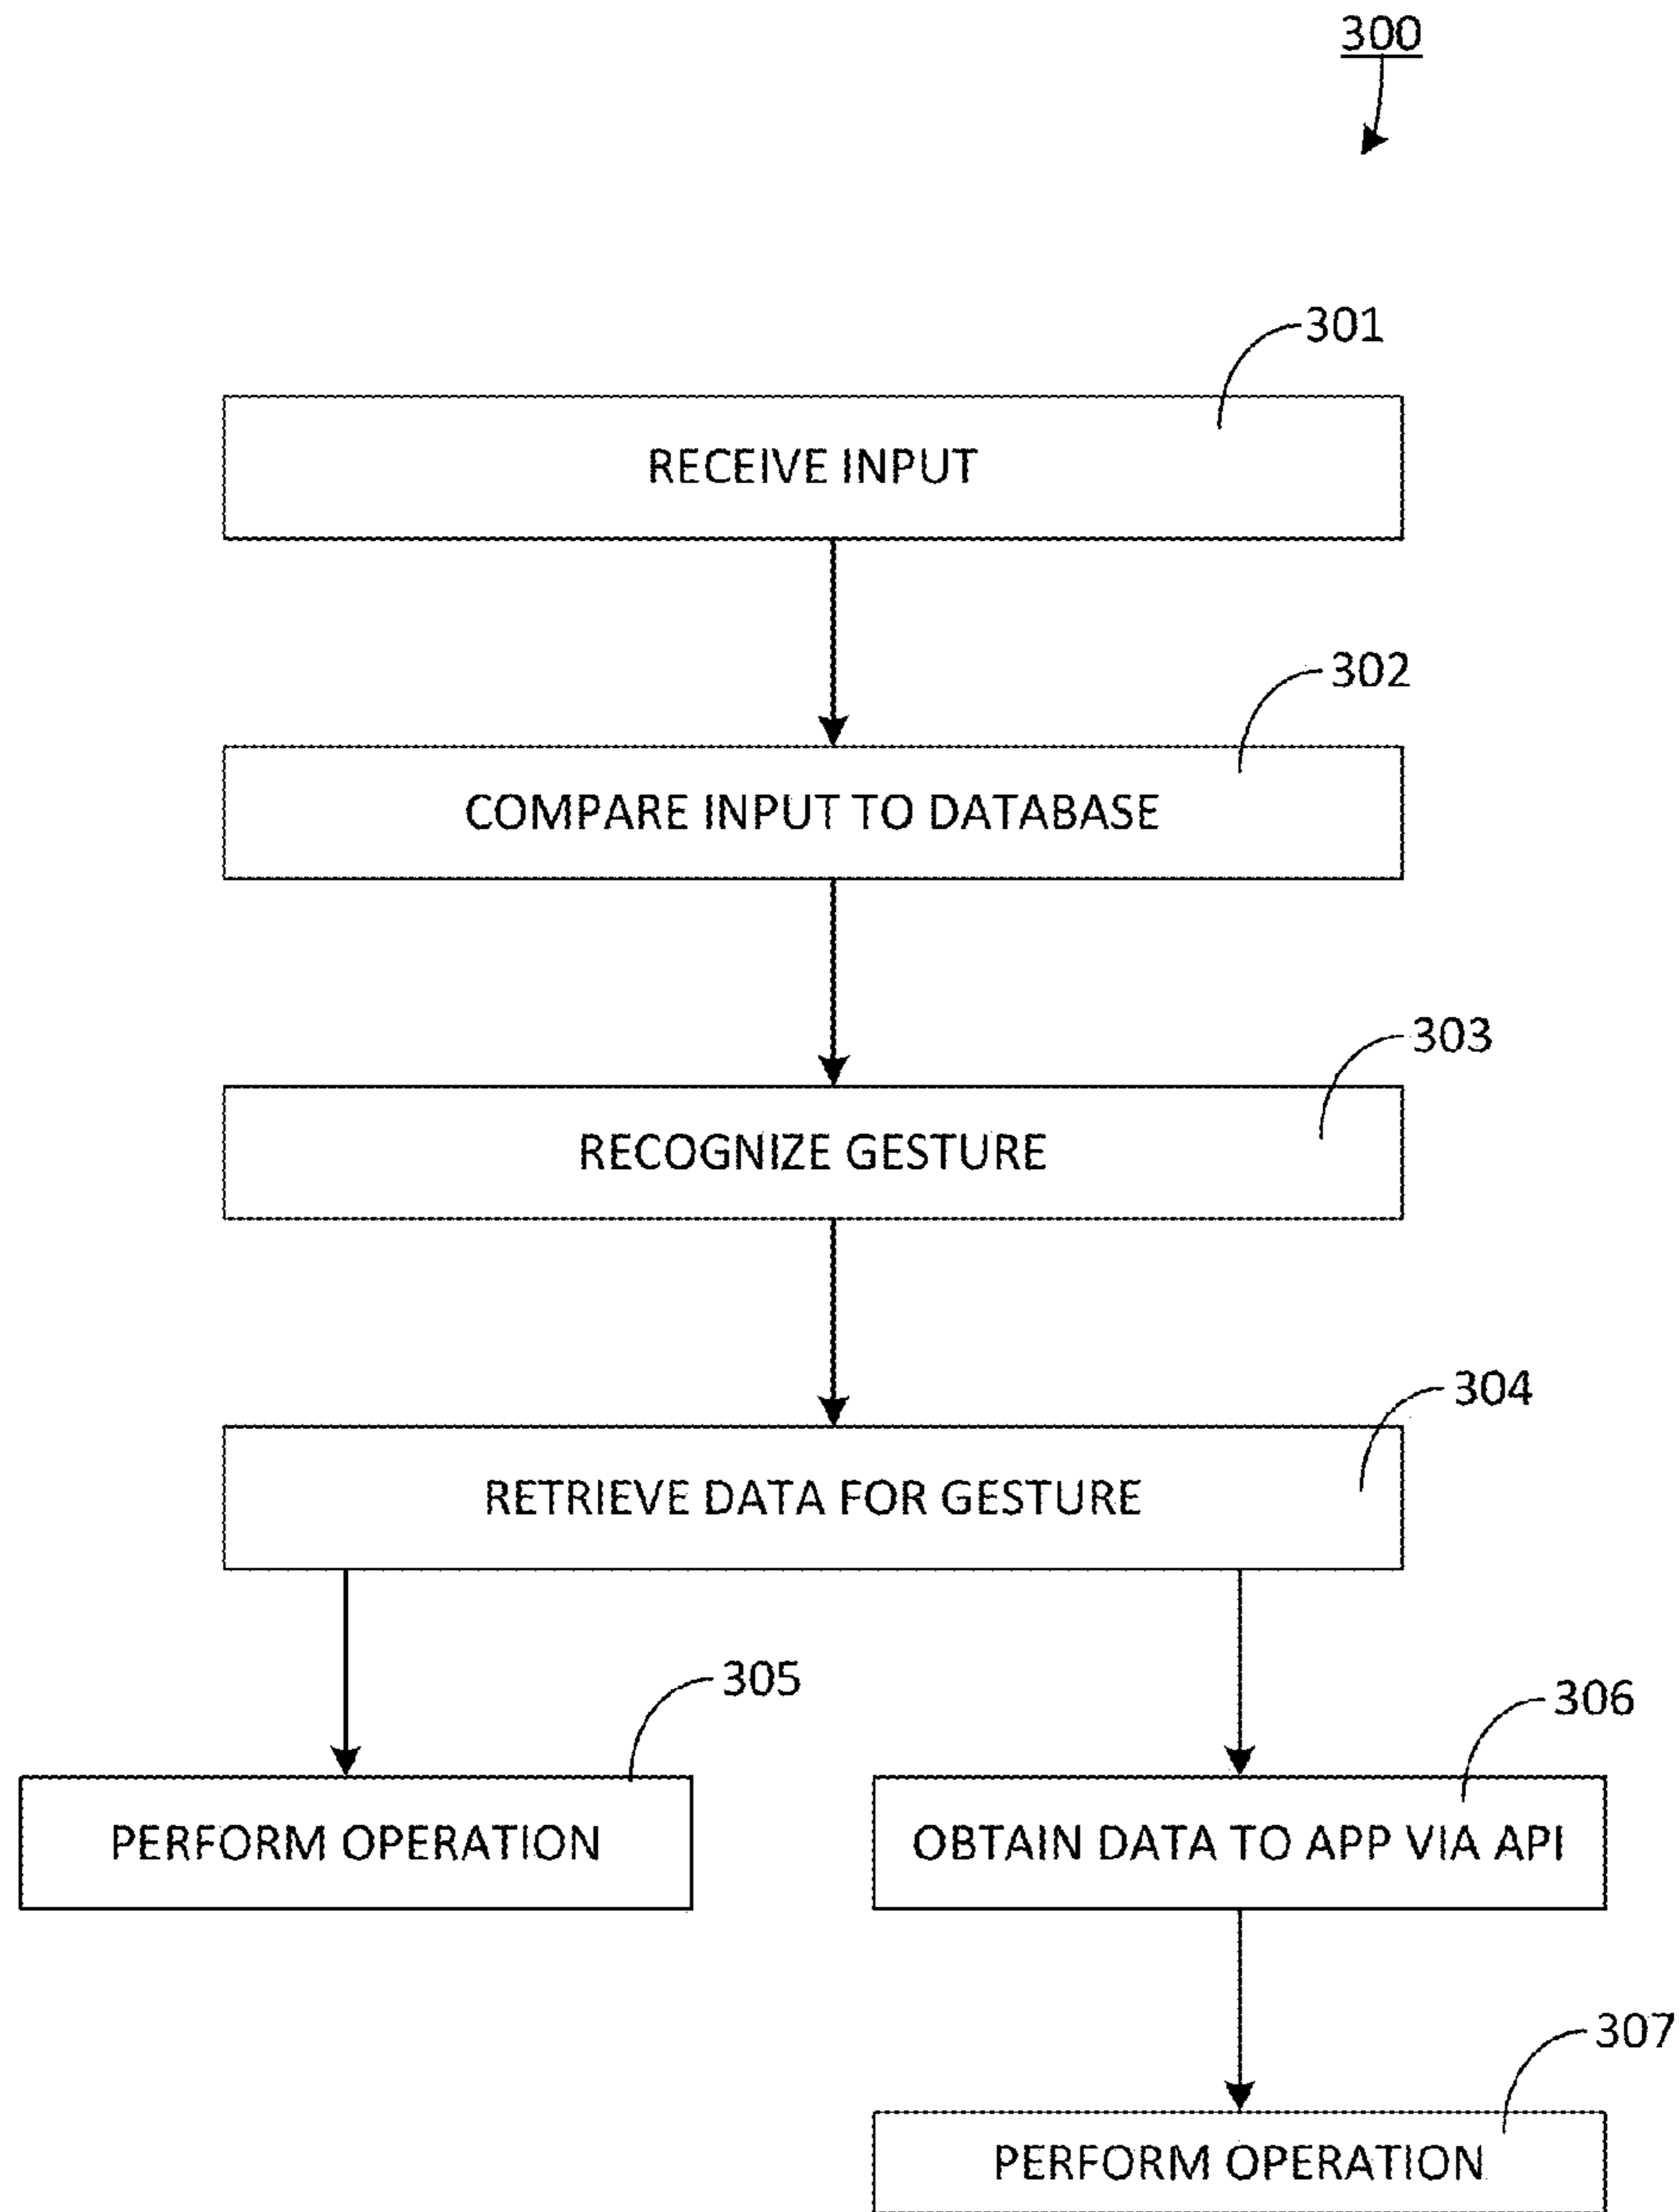 300
301
RECEIVE INPUT
302
COMPARE INPUT TO DATABASE
303
RECOGNIZE GESTURE
304
RETRIEVE DATA FOR GESTURE
305
306
PERFORM OPERATION
OBTAIN DATA TO APP VIA API
307
PERFORM OPERATION